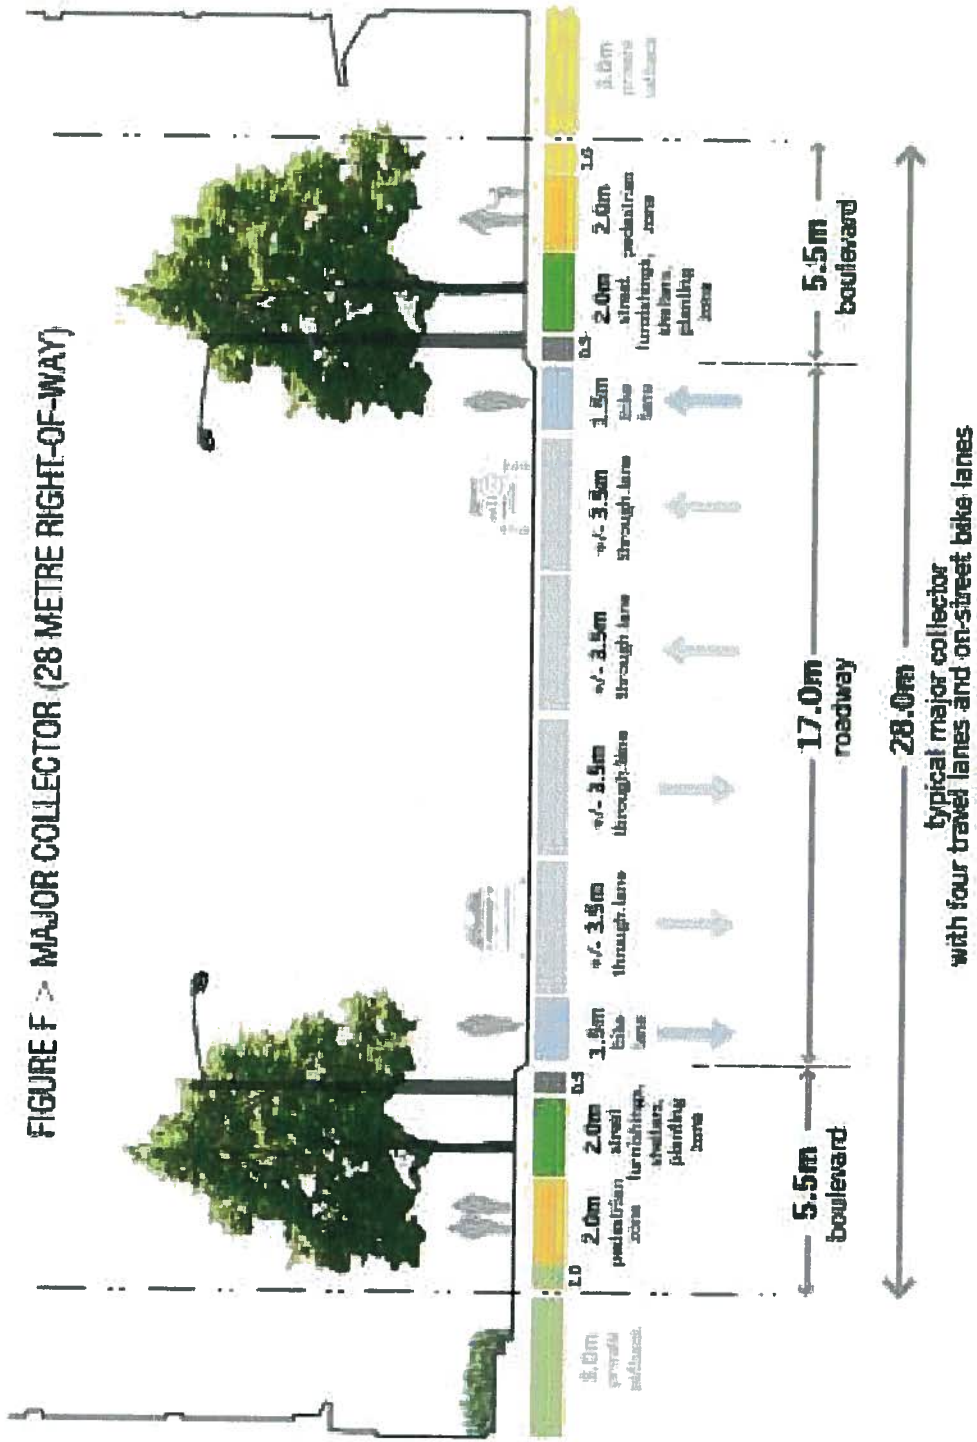 FIGURE F > MAJOR COLLECTOR (28 METRE RIGHT-OF-WAY)
private
setback
1.0
2.0m
pedestrian
zone
2.0m
street
furnishings,
shelters,
planting
zone
0.5
1.5m
bike
lane
+/- 3.5m
through lane
+/- 3.5m
through lane
+/- 3.5m
through lane
+/- 3.5m
through lane
1.5m
bike
lane
2.0m
street
furnishings,
shelters,
planting
zone
2.0m
pedestrian
zone
private
setback
5.5m
boulevard
17.0m
roadway
5.5m
boulevard
28.0m
typical major collector
with four travel lanes and on-street bike lanes